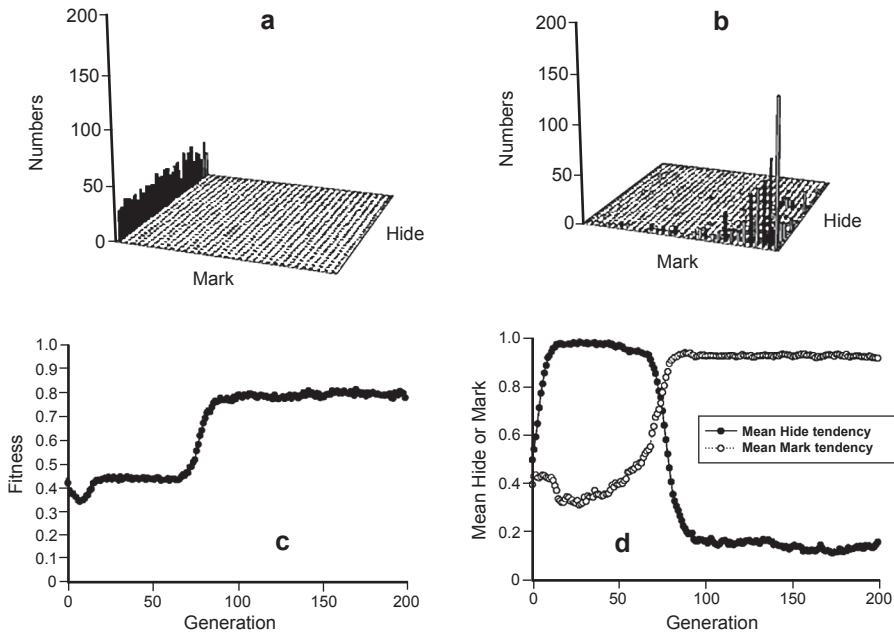 a
200
150
100
50
0
Numbers
Mark
Hide
b
200
150
100
50
0
Numbers
Mark
Hide
1.0
0.9
0.8
0.7
0.6
0.5
0.4
0.3
0.2
0.1
0
Fitness
c
0 50 100 150 200
Generation
1.0
0.8
0.6
0.4
0.2
0
Mean Hide or Mark
Mean Hide tendency
Mean Mark tendency
d
0 50 100 150 200
Generation